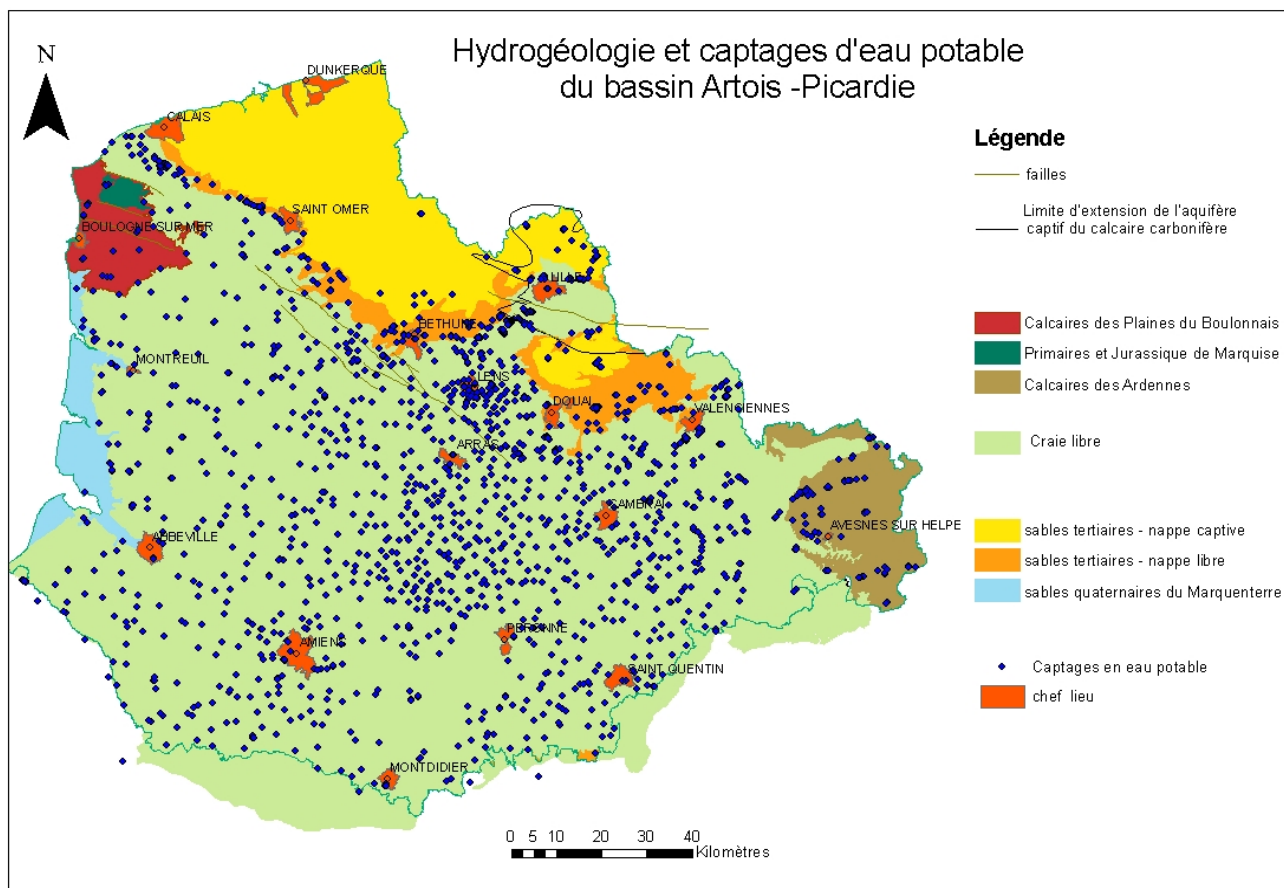 Hydrogéologie et captages d'eau potable
du bassin Artois -Picardie
N
DUNKERQUE
CALAIS
SAINT OMER
BOULOGNE SUR MER
LILLE
BETHUNE
MONTREUIL
LENS
DOUAI
VALENCIENNES
ARRAS
CAMBRAI
AVESNES SUR HELPE
ABBEVILLE
PERONNE
AMIENS
SAINT QUENTIN
MONTDIDIER
0 5 10 20 30 40
Kilomètres
Légende
failles
Limite d'extension de l'aquifère
captif du calcaire carbonifère
Calcaires des Plaines du Boulonnais
Primaires et Jurassique de Marquise
Calcaires des Ardennes
Craie libre
sables tertiaires - nappe captive
sables tertiaires - nappe libre
sables quaternaires du Marquenterre
Captages en eau potable
chef lieu